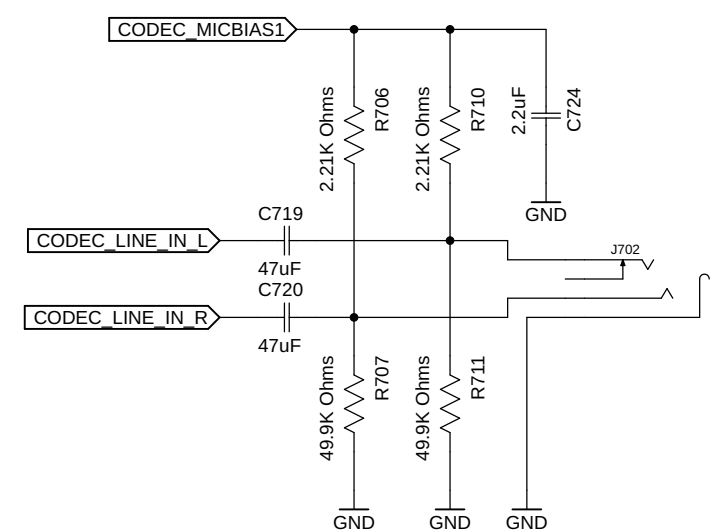 CODEC_MICBIAS1
2.21K Ohms
R706
2.21K Ohms
R710
2.2uF
C724
GND
C719
CODEC_LINE_IN_L
47uF
J702
C720
CODEC_LINE_IN_R
47uF
49.9K Ohms
R707
49.9K Ohms
R711
GND
GND
GND